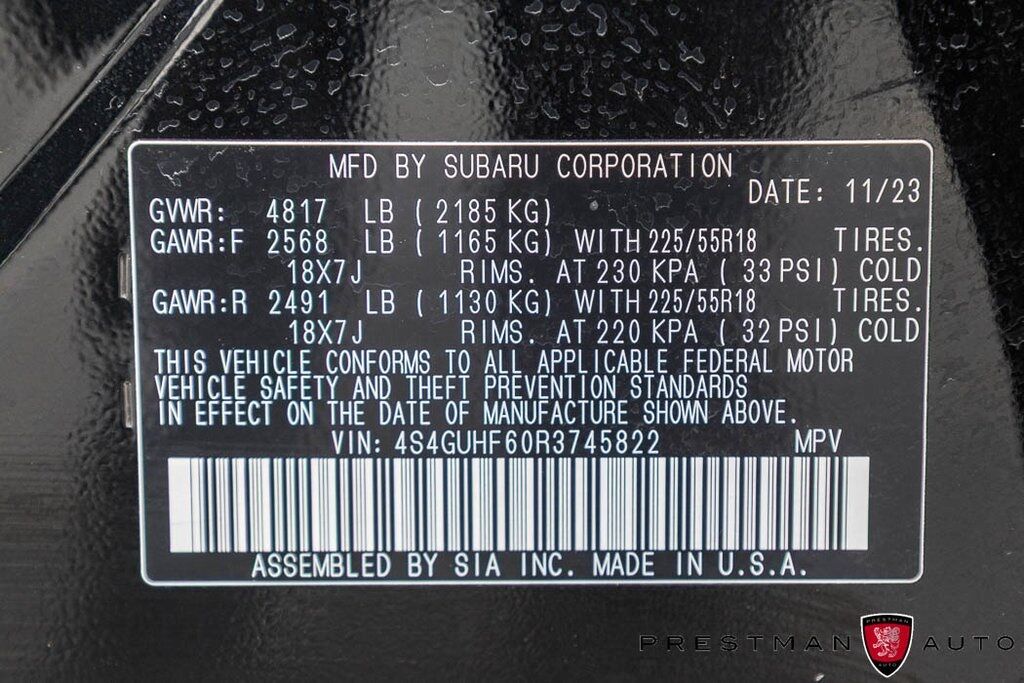 MFD BY SUBARU CORPORATION
DATE: 11/23
GVWR: 4817 LB ( 2185 KG)
GAWR:F 2568 LB ( 1165 KG) WITH 225/55R18 TIRES.
18X7J RIMS. AT 230 KPA ( 33 PSI) COLD
GAWR:R 2491 LB ( 1130 KG) WITH 225/55R18 TIRES.
18X7J RIMS. AT 220 KPA ( 32 PSI) COLD
THIS VEHICLE CONFORMS TO ALL APPLICABLE FEDERAL MOTOR
VEHICLE SAFETY AND THEFT PREVENTION STANDARDS
IN EFFECT ON THE DATE OF MANUFACTURE SHOWN ABOVE.
VIN: 4S4GUHF60R3745822 MPV
ASSEMBLED BY SIA INC. MADE IN U.S.A.
PRESTMAN AUTO
PRESTMAN
AUTO